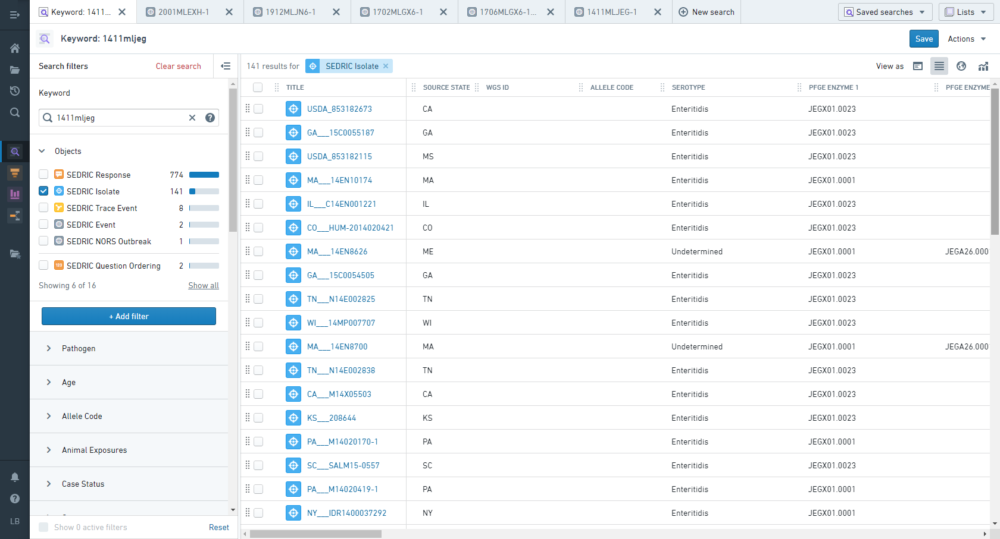 Keyword: 1411...
2001MLEXH-1
1912MLJN6-1
1702MLGX6-1
1706MLGX6-1...
1411MLJEG-1
New search
Saved searches
Lists
Keyword: 1411mljeg
Save
Actions
Search filters
Clear search
141 results for
SEDRIC Isolate
View as
Keyword
1411mljeg
Objects
SEDRIC Response 774
SEDRIC Isolate 141
SEDRIC Trace Event 8
SEDRIC Event 2
SEDRIC NORS Outbreak 1
SEDRIC Question Ordering 2
Showing 6 of 16
Show all
+ Add filter
Pathogen
Age
Allele Code
Animal Exposures
Case Status
Show 0 active filters
Reset
LB
TITLE SOURCE STATE WGS ID ALLELE CODE SEROTYPE PFGE ENZYME 1 PFGE ENZYME
USDA_853182673 CA Enteritidis JEGX01.0023
GA___15C0055187 GA Enteritidis JEGX01.0023
USDA_853182115 MS Enteritidis JEGX01.0023
MA___14EN10174 MA Enteritidis JEGX01.0001
IL___C14EN001221 IL Enteritidis JEGX01.0023
CO___HUM-2014020421 CO Enteritidis JEGX01.0023
MA___14EN8626 ME Undetermined JEGX01.0001 JEGA26.000
GA___15C0054505 GA Enteritidis JEGX01.0023
TN___N14E002825 TN Enteritidis JEGX01.0023
WI___14MP007707 WI Enteritidis JEGX01.0023
MA___14EN8700 MA Undetermined JEGX01.0001 JEGA26.000
TN___N14E002838 TN Enteritidis JEGX01.0023
CA___M14X05503 CA Enteritidis JEGX01.0023
KS___208644 KS Enteritidis JEGX01.0023
PA___M14020170-1 PA Enteritidis JEGX01.0001
SC___SALM15-0557 SC Enteritidis JEGX01.0023
PA___M14020419-1 PA Enteritidis JEGX01.0001
NY___IDR1400037292 NY Enteritidis JEGX01.0001